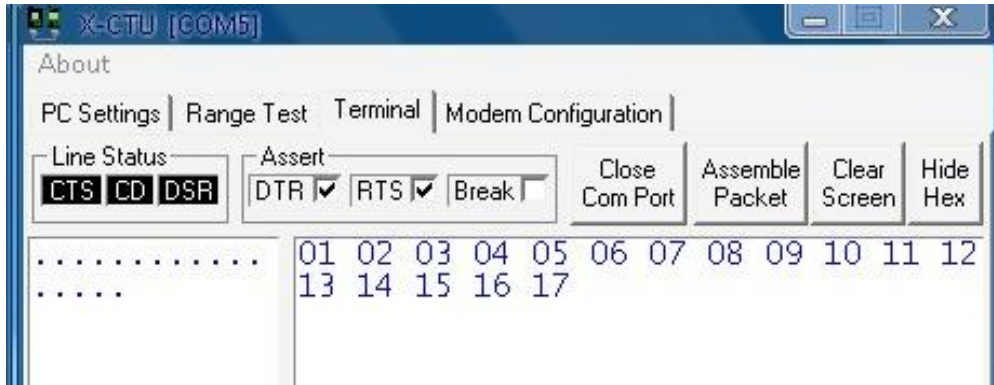 X-CTU [COM5]
About
PC Settings Range Test Terminal Modem Configuration
Line Status Assert
CTS CD DSR DTR RTS Break
Close Com Port
Assemble Packet
Clear Screen
Hide Hex
............ 01 02 03 04 05 06 07 08 09 10 11 12
..... 13 14 15 16 17